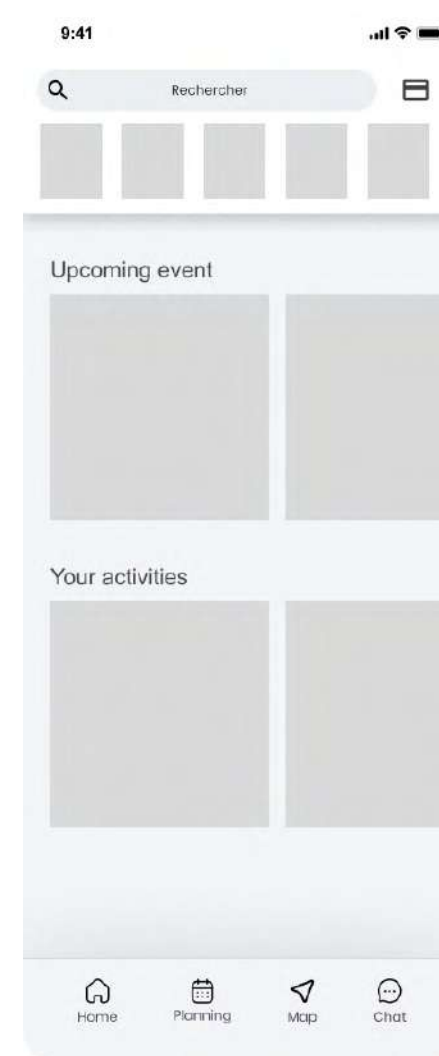 9:41
Rechercher
Upcoming event
Your activities
Home
Planning
Map
Chat